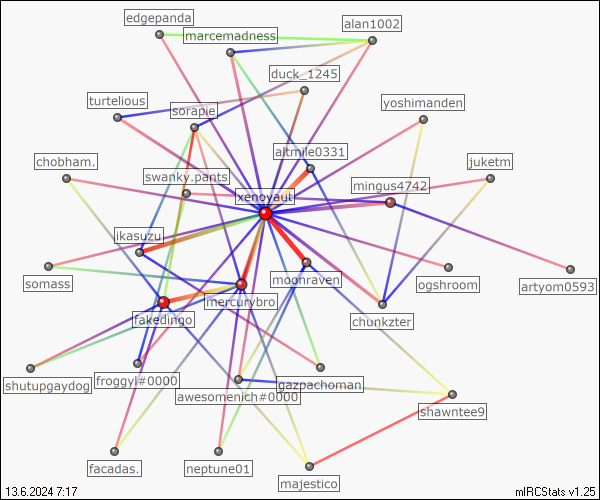 edgepanda
alan1002
marcemadness
duck_1245
turtelious
yoshimanden
sorapie
altmile0331
chobham.
juketm
swanky.pants
mingus4742
xenoyaut
ikasuzu
somass
moonraven
ogshroom
artyom0593
mercurybro
fakedingo
chunkzter
shutupgaydog
froggyl#0000
gazpachoman
awesomenich#0000
shawntee9
facadas.
neptune01
majestico
13.6.2024 7:17
mIRCStats v1.25